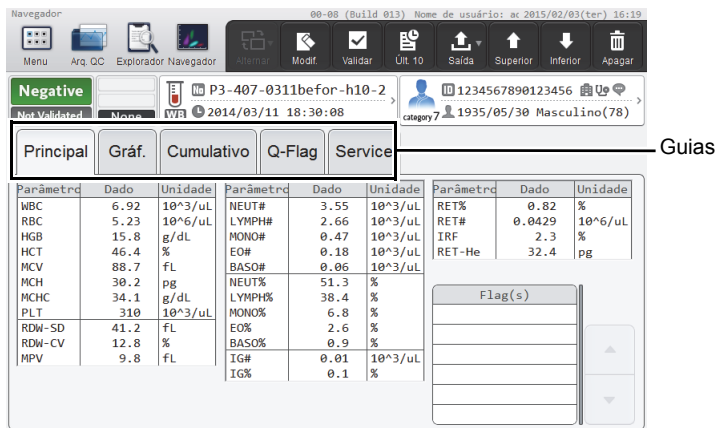 Navegador 00-08 (Build 013) Nome de usuário: ac 2015/02/03(ter) 16:19
Menu Arq. QC Explorador Navegador Alternar Modif. Validar Últ. 10 Saída Superior Inferior Apagar
Negative No P3-407-0311befor-h10-2 ID 1234567890123456
Not Validated None WB 2014/03/11 18:30:08 category 7 1935/05/30 Masculino(78)
Principal Gráf. Cumulativo Q-Flag Service Guias
Parâmetro Dado Unidade Parâmetro Dado Unidade Parâmetro Dado Unidade
WBC 6.92 10^3/uL NEUT# 3.55 10^3/uL RET% 0.82 %
RBC 5.23 10^6/uL LYMPH# 2.66 10^3/uL RET# 0.0429 10^6/uL
HGB 15.8 g/dL MONO# 0.47 10^3/uL IRF 2.3 %
HCT 46.4 % EO# 0.18 10^3/uL RET-He 32.4 pg
MCV 88.7 fL BASO# 0.06 10^3/uL
MCH 30.2 pg NEUT% 51.3 %
MCHC 34.1 g/dL LYMPH% 38.4 % Flag(s)
PLT 310 10^3/uL MONO% 6.8 %
RDW-SD 41.2 fL EO% 2.6 %
RDW-CV 12.8 % BASO% 0.9 %
MPV 9.8 fL IG# 0.01 10^3/uL
IG% 0.1 %